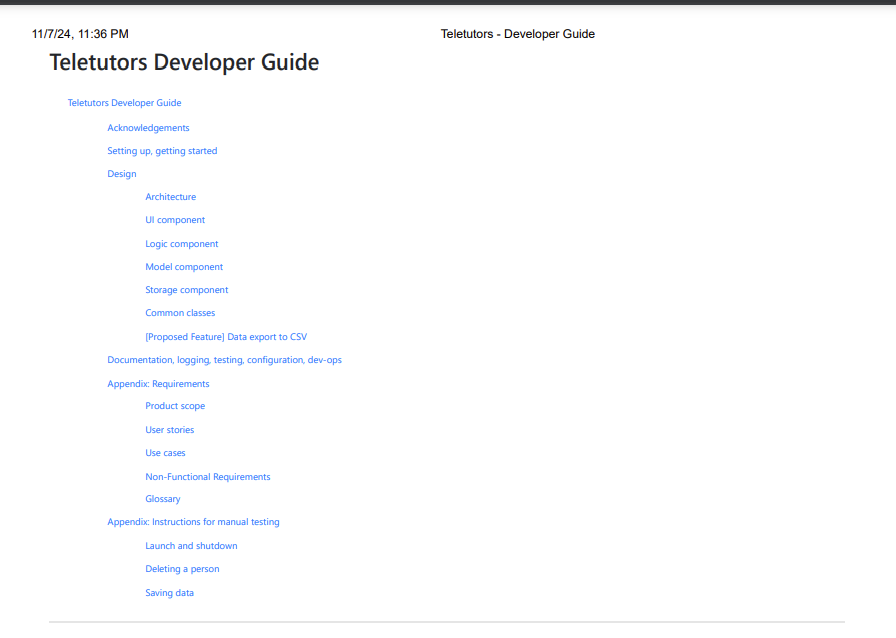 11/7/24, 11:36 PM Teletutors - Developer Guide
Teletutors Developer Guide
Teletutors Developer Guide
Acknowledgements
Setting up, getting started
Design
Architecture
UI component
Logic component
Model component
Storage component
Common classes
[Proposed Feature] Data export to CSV
Documentation, logging, testing, configuration, dev-ops
Appendix: Requirements
Product scope
User stories
Use cases
Non-Functional Requirements
Glossary
Appendix: Instructions for manual testing
Launch and shutdown
Deleting a person
Saving data